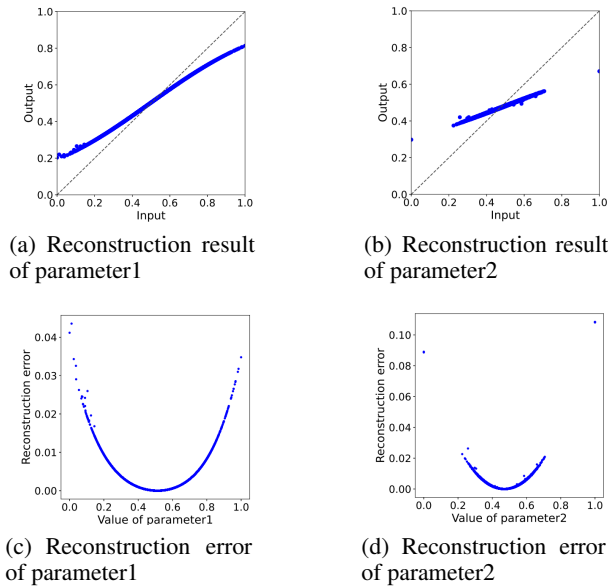 1.0
0.8
0.6
0.4
0.2
0.0
Output
0.0 0.2 0.4 0.6 0.8 1.0
Input
(a) Reconstruction result
of parameter1
1.0
0.8
0.6
0.4
0.2
0.0
Output
0.0 0.2 0.4 0.6 0.8 1.0
Input
(b) Reconstruction result
of parameter2
0.04
0.03
0.02
0.01
0.00
Reconstruction error
0.0 0.2 0.4 0.6 0.8 1.0
Value of parameter1
(c) Reconstruction error
of parameter1
0.10
0.08
0.06
0.04
0.02
0.00
Reconstruction error
0.0 0.2 0.4 0.6 0.8 1.0
Value of parameter2
(d) Reconstruction error
of parameter2